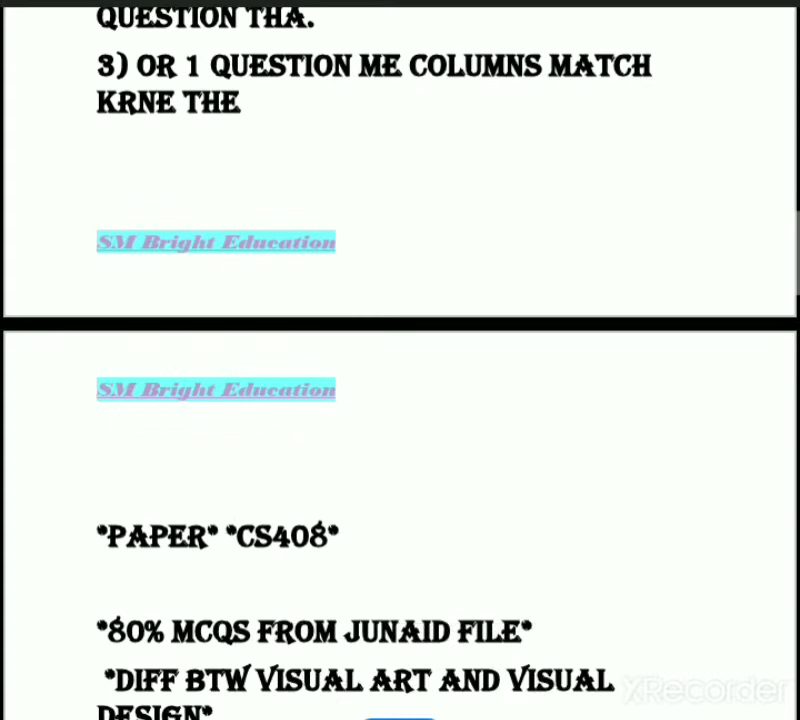 QUESTION THA.
3) OR 1 QUESTION ME COLUMNS MATCH
KRNE THE
SM Bright Education
SM Bright Education
*PAPER* *CS408*
*80% MCQS FROM JUNAID FILE*
*DIFF BTW VISUAL ART AND VISUAL
DESIGN*
XRecorder